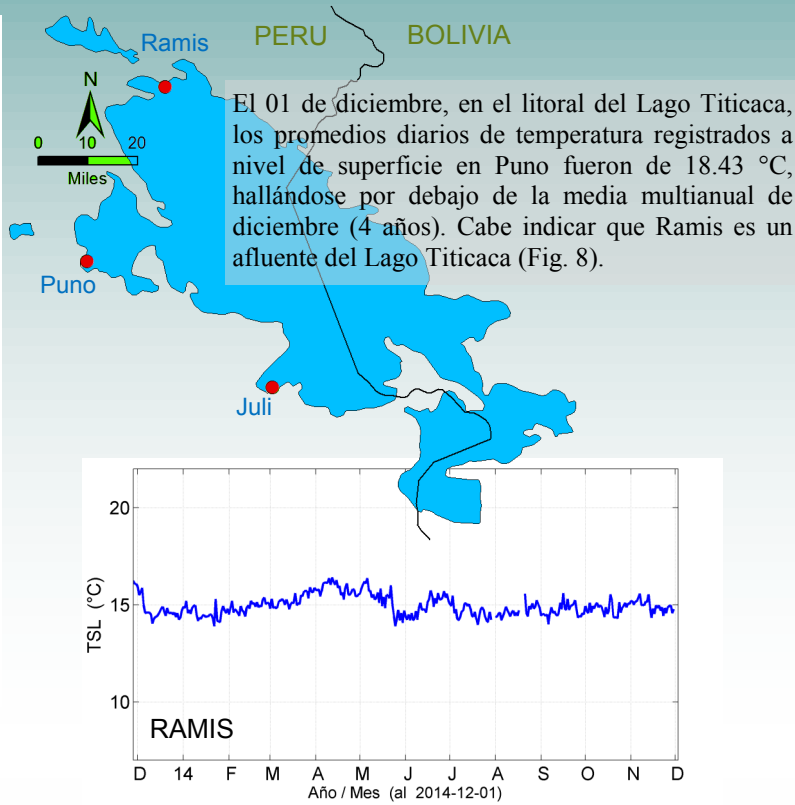 Ramis
PERU
BOLIVIA
N
0 10 20
Miles
El 01 de diciembre, en el litoral del Lago Titicaca,
los promedios diarios de temperatura registrados a
nivel de superficie en Puno fueron de 18.43 °C,
hallándose por debajo de la media multianual de
diciembre (4 años). Cabe indicar que Ramis es un
afluente del Lago Titicaca (Fig. 8).
Puno
Juli
20
15
10
TSL (°C)
RAMIS
D 14 F M A M J J A S O N D
Año / Mes (al 2014-12-01)